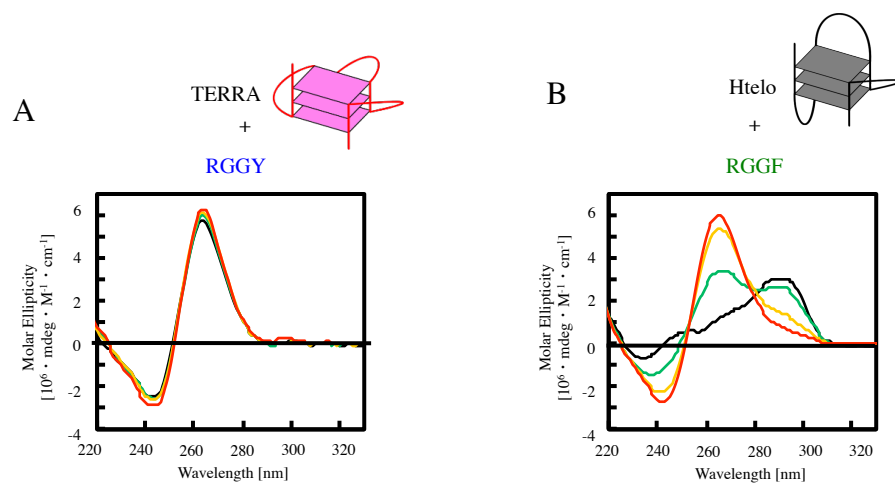 A
TERRA
+
RGGY
6
4
2
0
-2
-4
Molar Ellipticity
[10⁶・mdeg・M⁻¹・cm⁻¹]
220 240 260 280 300 320
Wavelength [nm]
B
Htelo
+
RGGF
6
4
2
0
-2
-4
Molar Ellipticity
[10⁶・mdeg・M⁻¹・cm⁻¹]
220 240 260 280 300 320
Wavelength [nm]